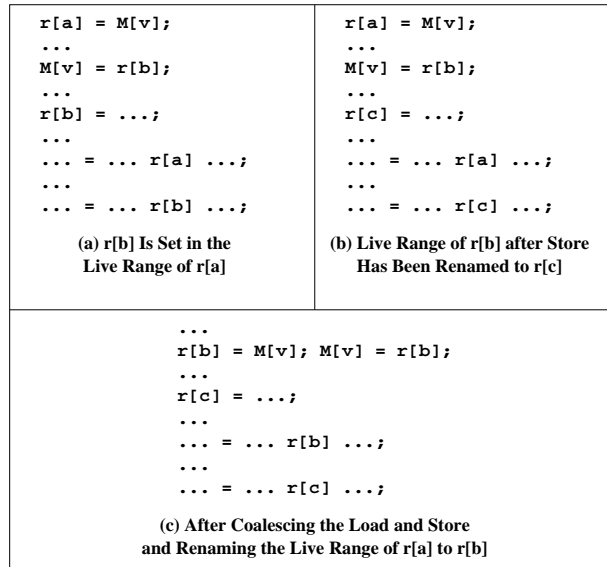 r[a] = M[v];
...
M[v] = r[b];
...
r[b] = ...;
...
... = ... r[a] ...;
...
... = ... r[b] ...;
(a) r[b] Is Set in the
Live Range of r[a]
r[a] = M[v];
...
M[v] = r[b];
...
r[c] = ...;
...
... = ... r[a] ...;
...
... = ... r[c] ...;
(b) Live Range of r[b] after Store
Has Been Renamed to r[c]
...
r[b] = M[v]; M[v] = r[b];
...
r[c] = ...;
...
... = ... r[b] ...;
...
... = ... r[c] ...;
(c) After Coalescing the Load and Store
and Renaming the Live Range of r[a] to r[b]